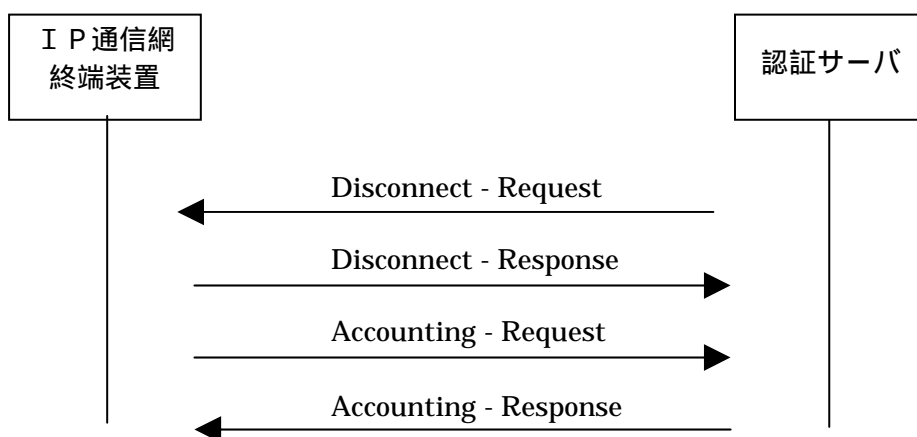 ＩＰ通信網
終端装置
認証サーバ
Disconnect - Request
Disconnect - Response
Accounting - Request
Accounting - Response